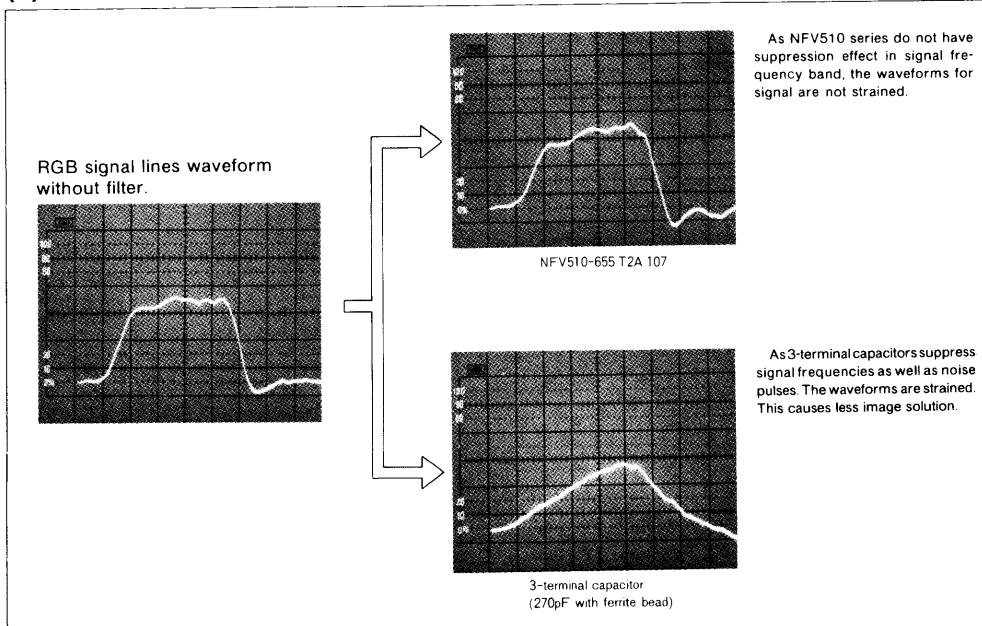 As NFV510 series do not have
suppression effect in signal fre-
quency band, the waveforms for
signal are not strained.
RGB signal lines waveform
without filter.
NFV510-655 T2A 107
As 3-terminal capacitors suppress
signal frequencies as well as noise
pulses. The waveforms are strained.
This causes less image solution.
3-terminal capacitor
(270pF with ferrite bead)